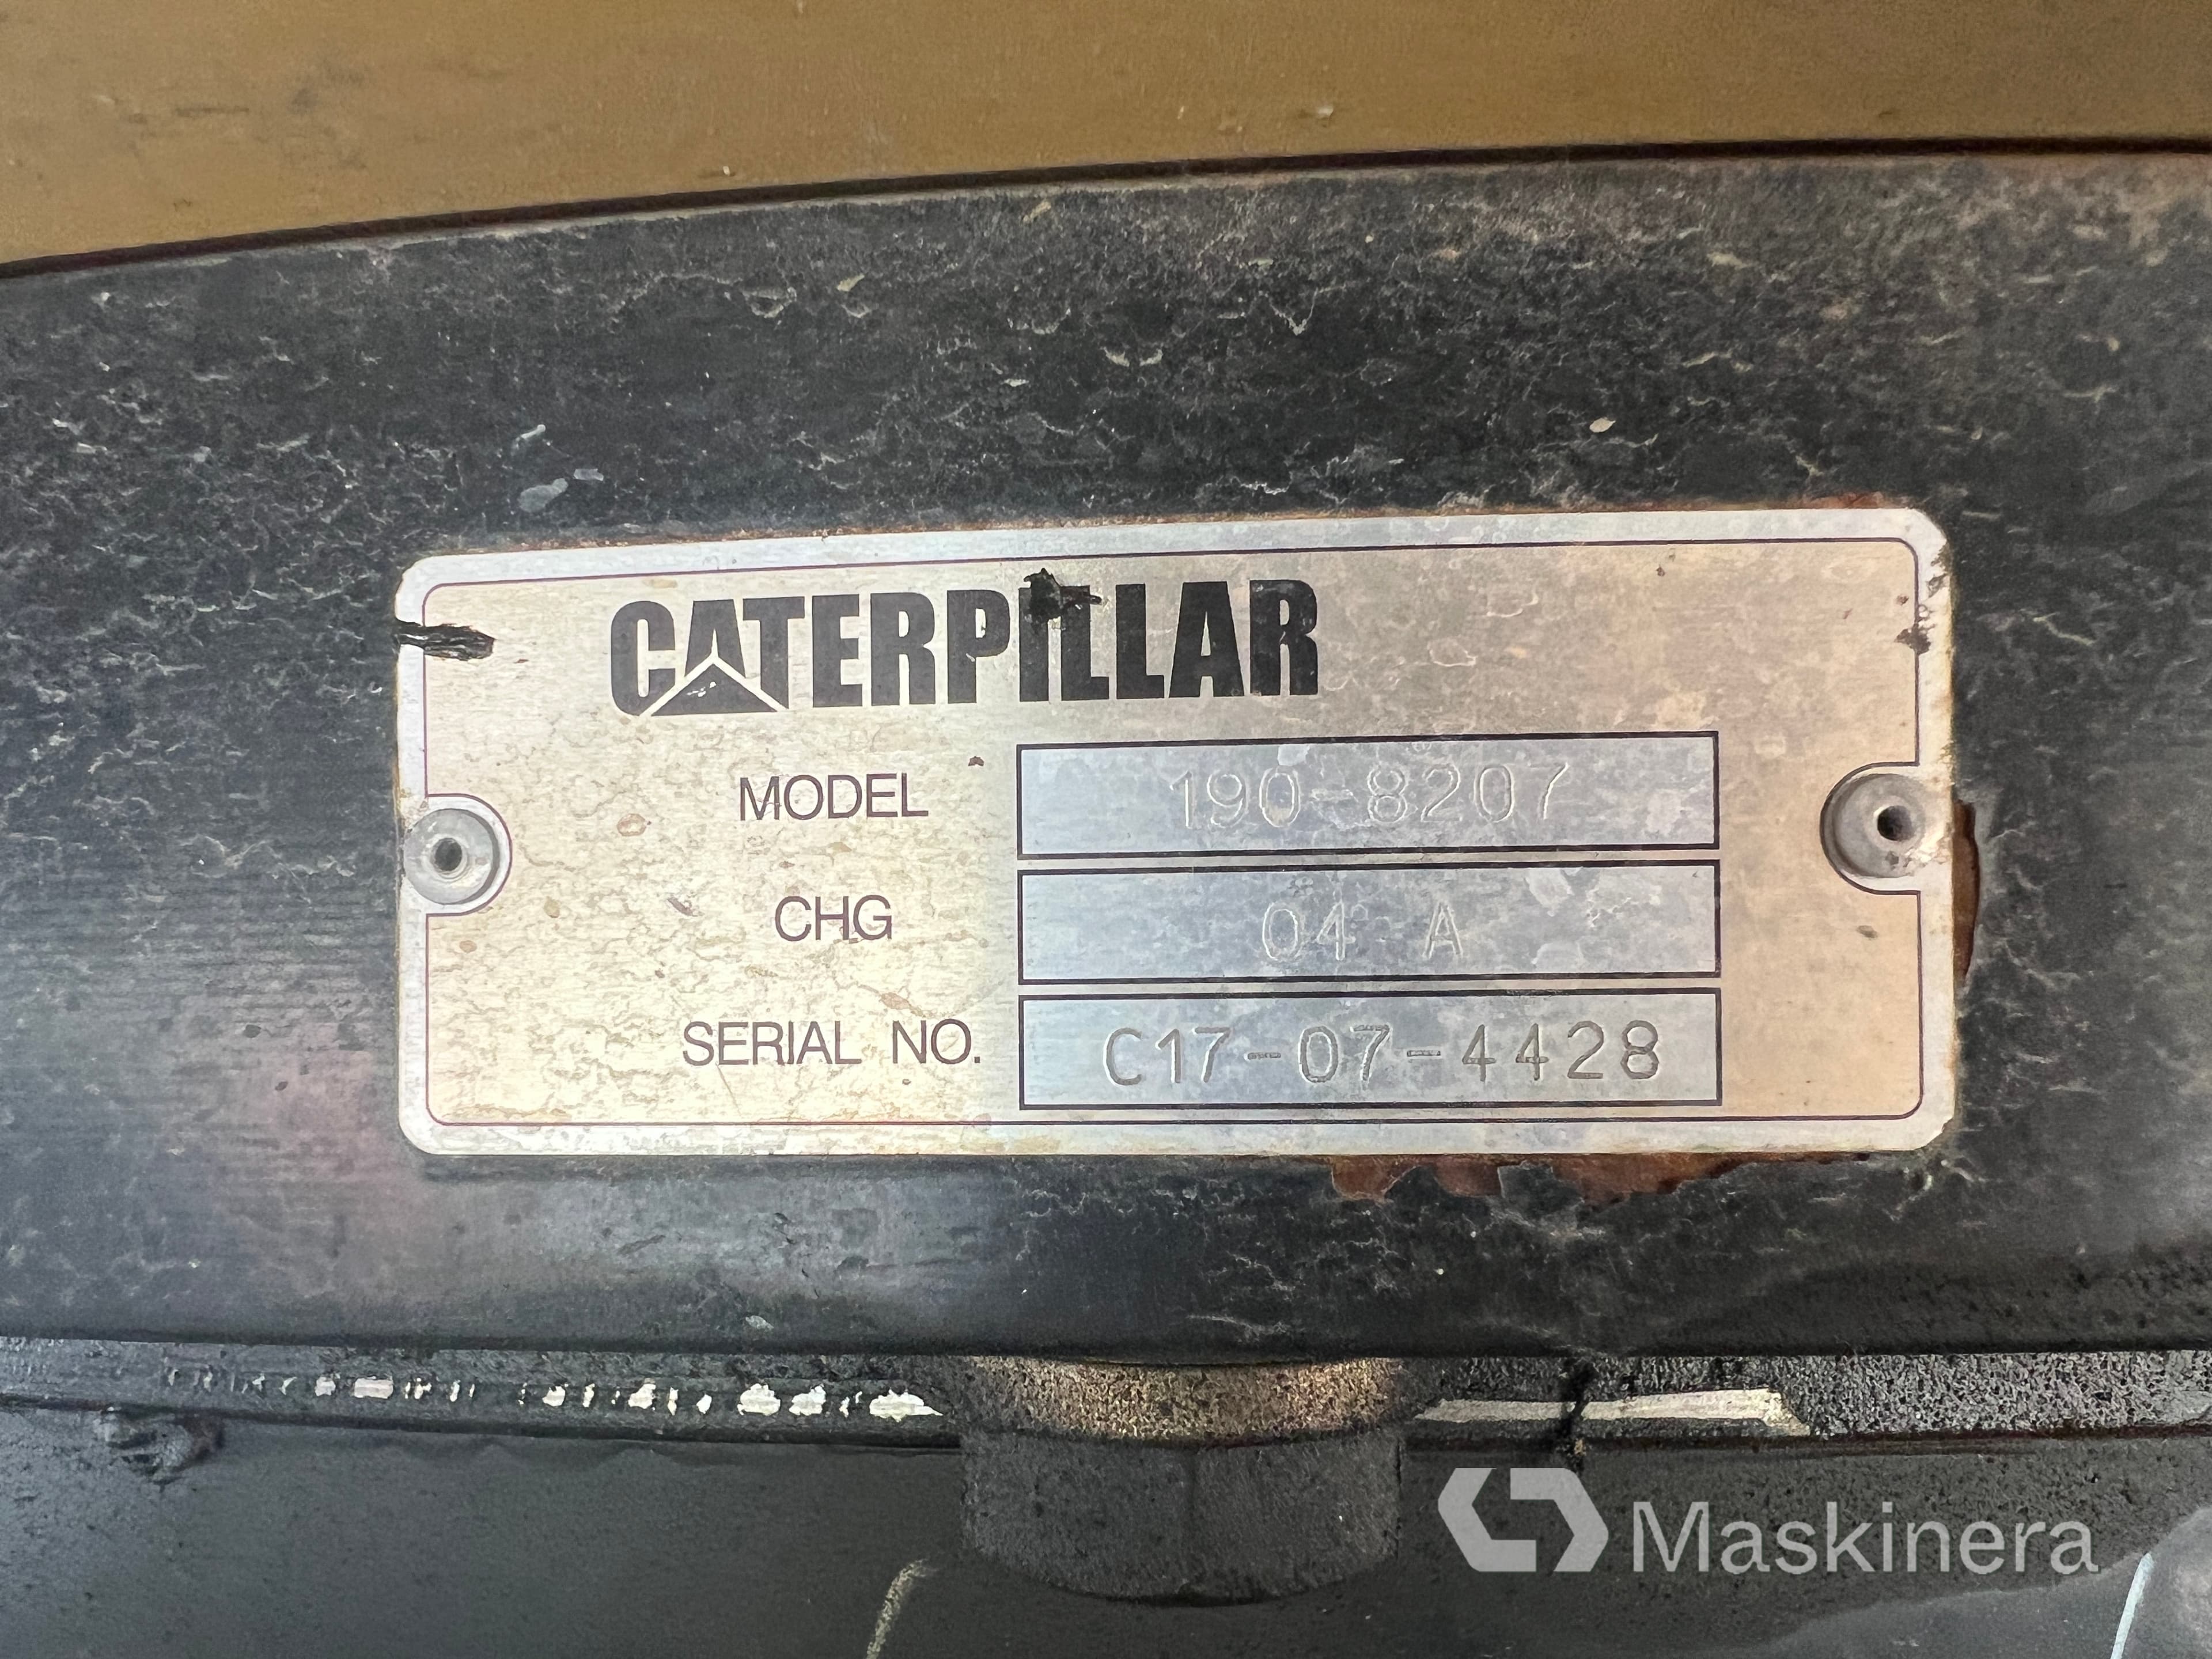 CATERPILLAR
MODEL 190-8207
CHG 04 A
SERIAL NO. C17-07-4428
Maskinera